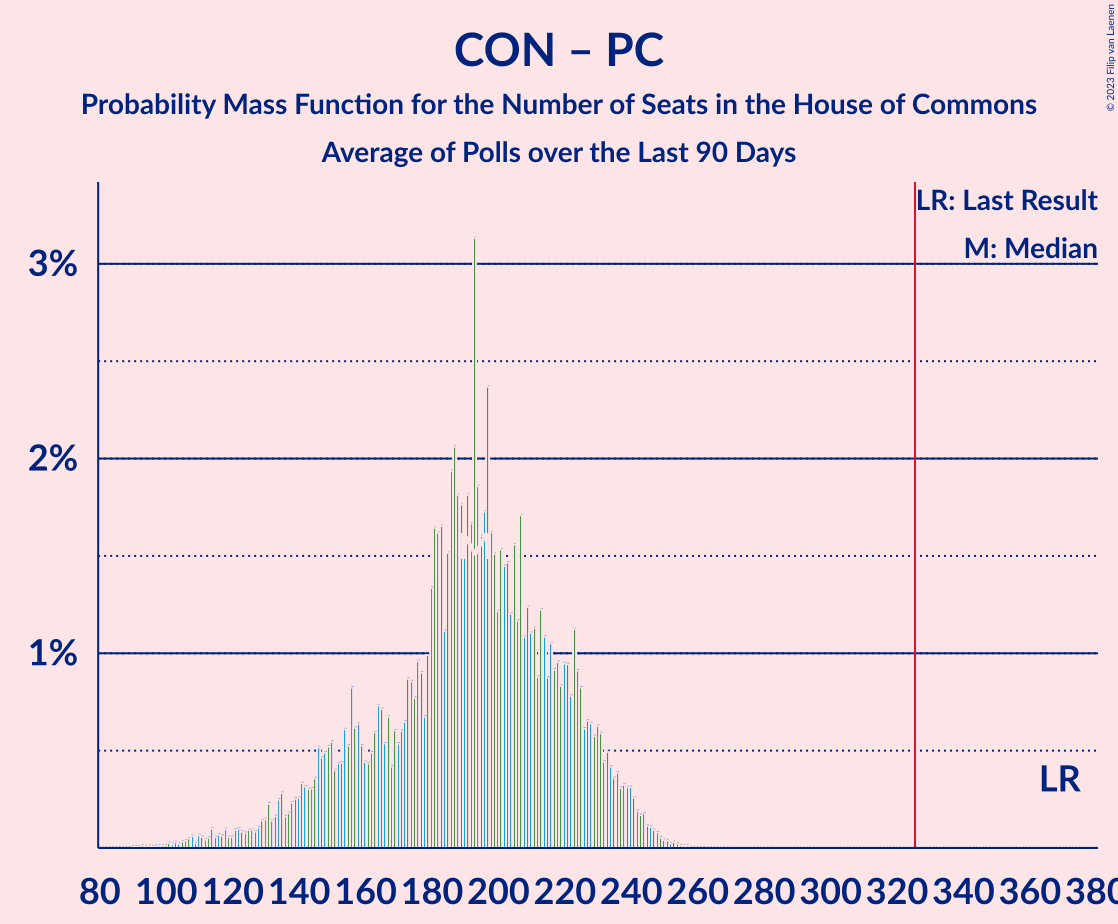 CON – PC
Probability Mass Function for the Number of Seats in the House of Commons
Average of Polls over the Last 90 Days
© 2023 Filip van Laenen
LR: Last Result
M: Median
3%
2%
1%
LR
80 100 120 140 160 180 200 220 240 260 280 300 320 340 360 380